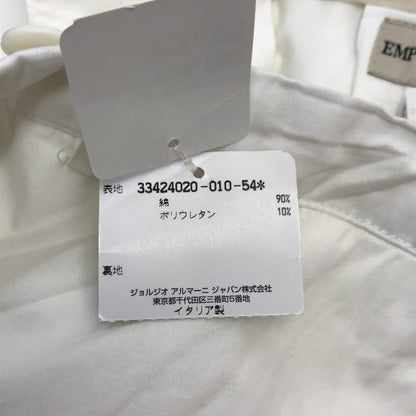 EMP
表地 33424020-010-54*
綿 90%
ポリウレタン 10%
裏地
ジョルジオ アルマーニ ジャパン株式会社
東京都千代田区三番町5番地
イタリア製